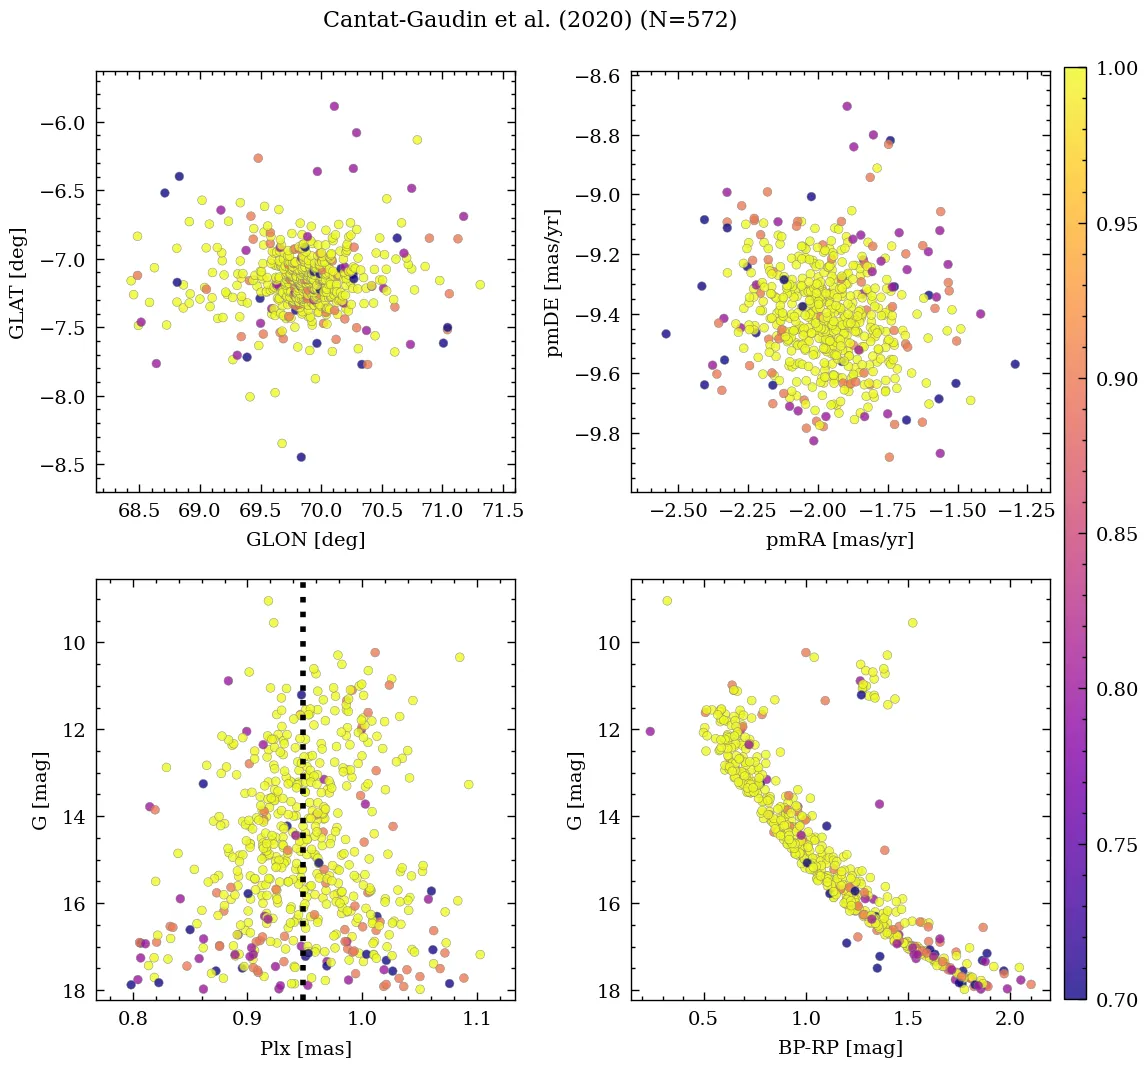 Cantat-Gaudin et al. (2020) (N=572)
−6.0
−6.5
−7.0
−7.5
−8.0
−8.5
GLAT [deg]
68.5 69.0 69.5 70.0 70.5 71.0 71.5
GLON [deg]
−8.6
−8.8
−9.0
−9.2
−9.4
−9.6
−9.8
pmDE [mas/yr]
−2.50 −2.25 −2.00 −1.75 −1.50 −1.25
pmRA [mas/yr]
10
12
14
16
18
G [mag]
0.8 0.9 1.0 1.1
Plx [mas]
10
12
14
16
18
G [mag]
0.5 1.0 1.5 2.0
BP-RP [mag]
1.00
0.95
0.90
0.85
0.80
0.75
0.70